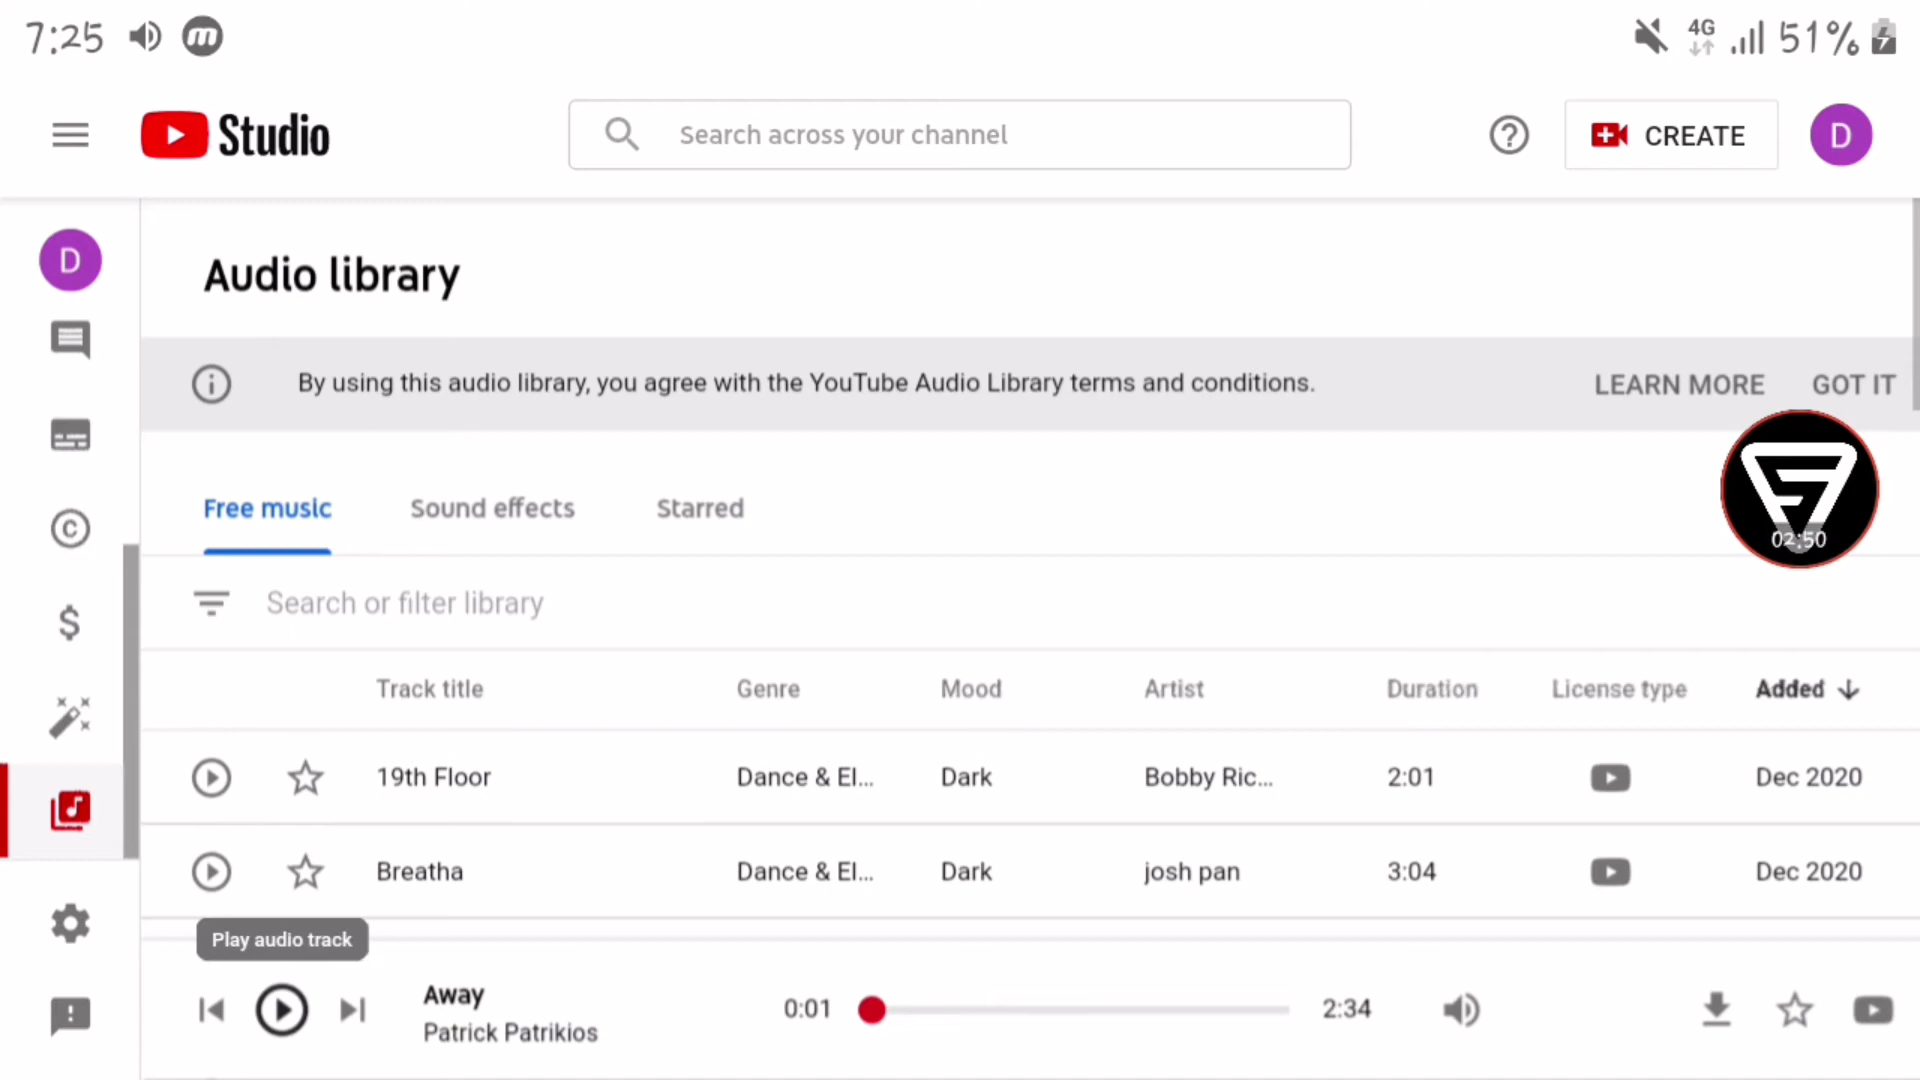 7:25
4G 51%
Studio
Search across your channel
CREATE
D
D
Audio library
By using this audio library, you agree with the YouTube Audio Library terms and conditions.
LEARN MORE GOT IT
02:50
Free music Sound effects Starred
Search or filter library
Track title Genre Mood Artist Duration License type Added
19th Floor Dance & El... Dark Bobby Ric... 2:01 Dec 2020
Breatha Dance & El... Dark josh pan 3:04 Dec 2020
Play audio track
Away
0:01 2:34
Patrick Patrikios